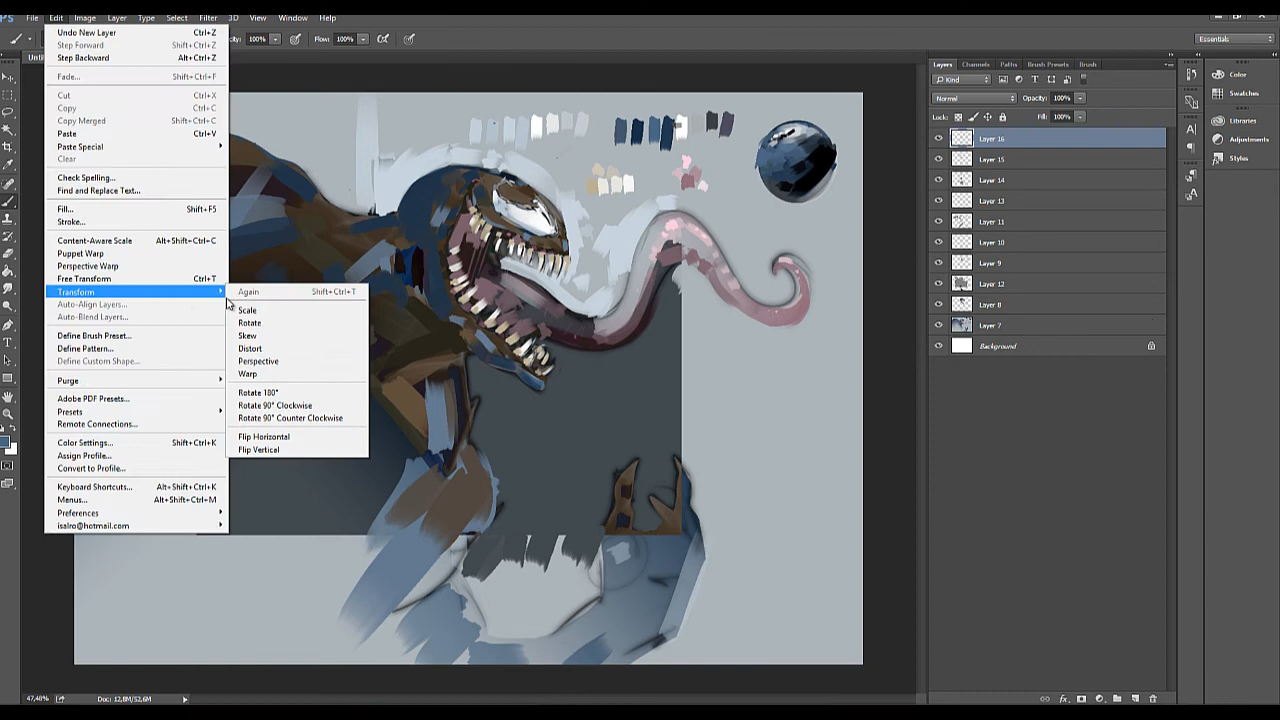 PS File Edit Image Layer Type Select Filter 3D View Window Help
100% Flow: 100% Essentials
Undo New Layer Ctrl+Z
Step Forward Shift+Ctrl+Z
Step Backward Alt+Ctrl+Z
Fade... Shift+Ctrl+F
Cut Ctrl+X
Copy Ctrl+C
Copy Merged Shift+Ctrl+C
Paste Ctrl+V
Paste Special
Clear
Check Spelling...
Find and Replace Text...
Fill... Shift+F5
Stroke...
Content-Aware Scale Alt+Shift+Ctrl+C
Puppet Warp
Perspective Warp
Free Transform Ctrl+T
Transform
Auto-Align Layers...
Auto-Blend Layers...
Define Brush Preset...
Define Pattern...
Define Custom Shape...
Purge
Adobe PDF Presets...
Presets
Remote Connections...
Color Settings... Shift+Ctrl+K
Assign Profile...
Convert to Profile...
Keyboard Shortcuts... Alt+Shift+Ctrl+K
Menus... Alt+Shift+Ctrl+M
Preferences
isalro@hotmail.com
Again Shift+Ctrl+T
Scale
Rotate
Skew
Distort
Perspective
Warp
Rotate 180°
Rotate 90° Clockwise
Rotate 90° Counter Clockwise
Flip Horizontal
Flip Vertical
Layers Channels Paths Brush Presets Brush
Kind
Normal Opacity: 100%
Lock: Fill: 100%
Layer 16
Layer 15
Layer 14
Layer 13
Layer 11
Layer 10
Layer 9
Layer 12
Layer 8
Layer 7
Background
Color
Swatches
Libraries
Adjustments
Styles
47,48% Doc: 12,8M/52,6M